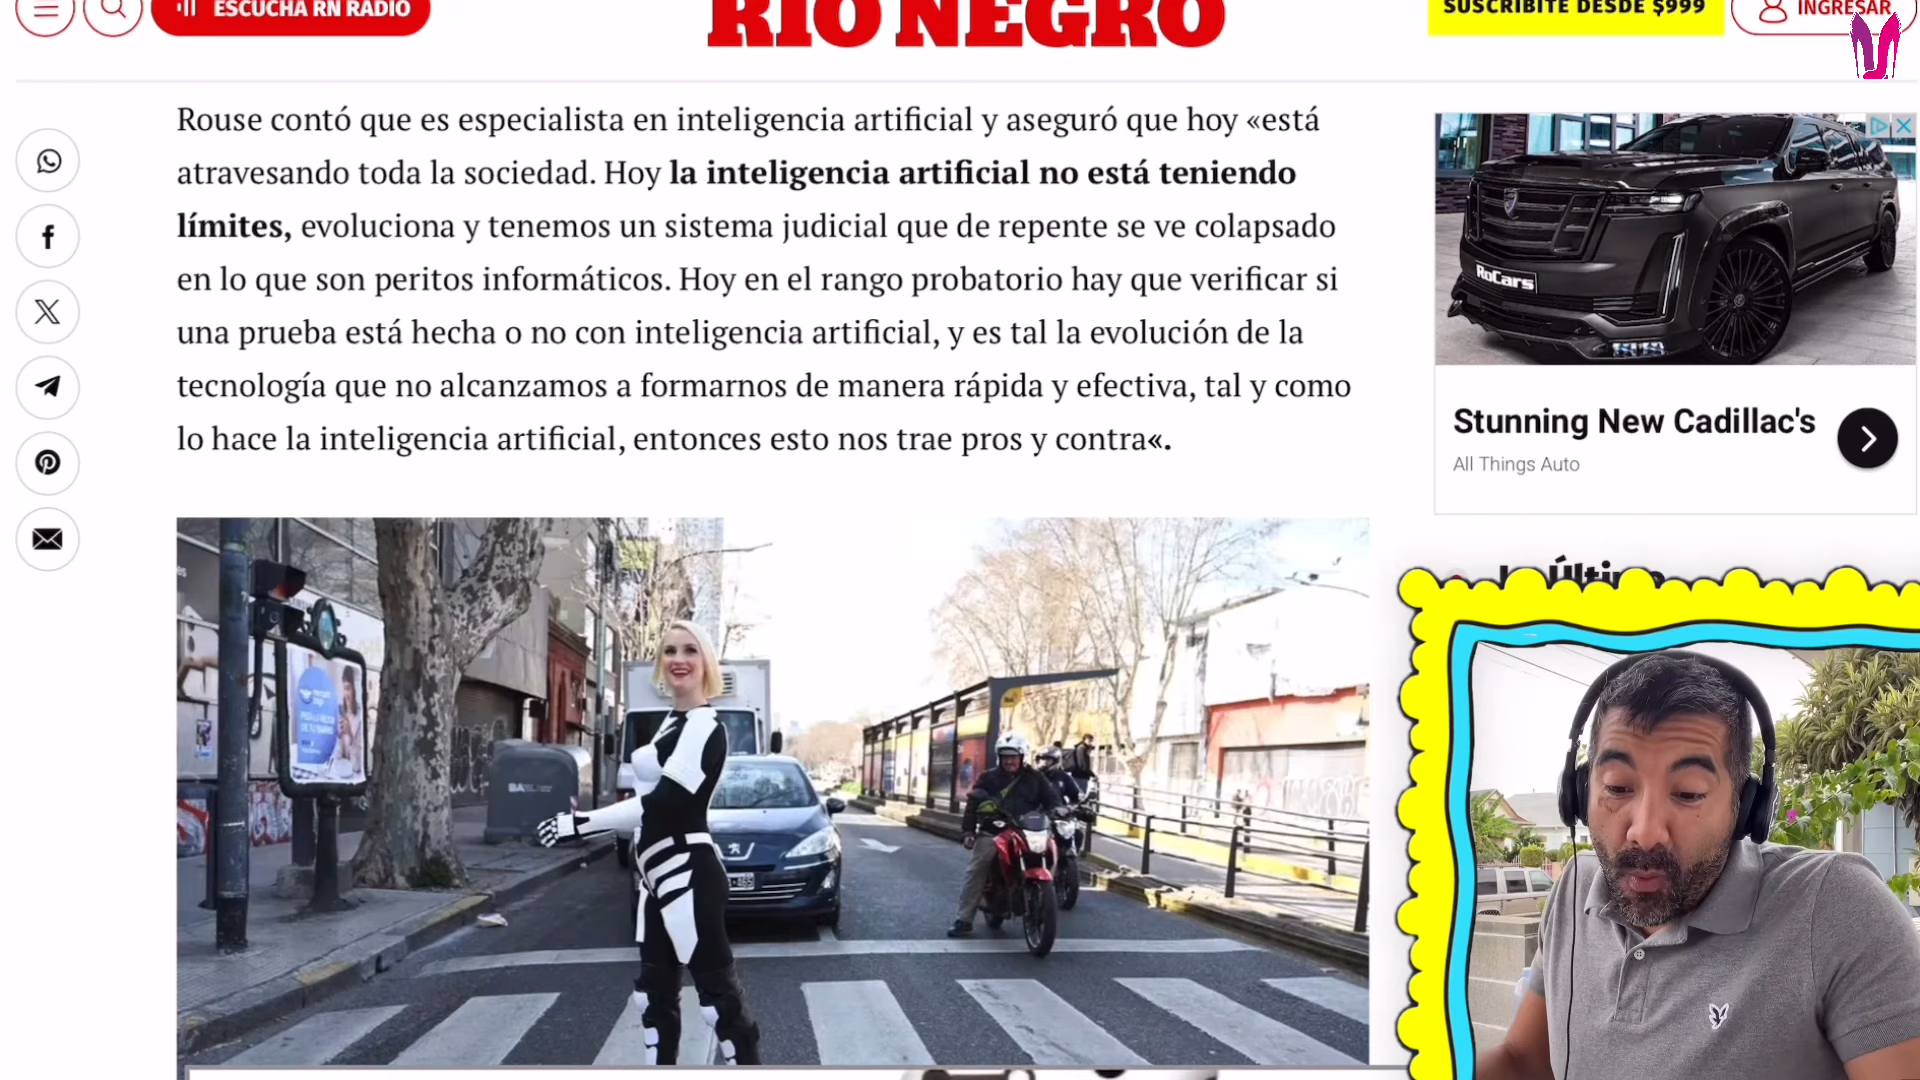 ESCUCHÁ RN RADIO
RIO NEGRO
SUSCRIBITE DESDE $999
INGRESAR
Rouse contó que es especialista en inteligencia artificial y aseguró que hoy «está
atravesando toda la sociedad. Hoy la inteligencia artificial no está teniendo
límites, evoluciona y tenemos un sistema judicial que de repente se ve colapsado
en lo que son peritos informáticos. Hoy en el rango probatorio hay que verificar si
una prueba está hecha o no con inteligencia artificial, y es tal la evolución de la
tecnología que no alcanzamos a formarnos de manera rápida y efectiva, tal y como
lo hace la inteligencia artificial, entonces esto nos trae pros y contra«.
RoCars
Stunning New Cadillac's
All Things Auto
Lo Último
BA